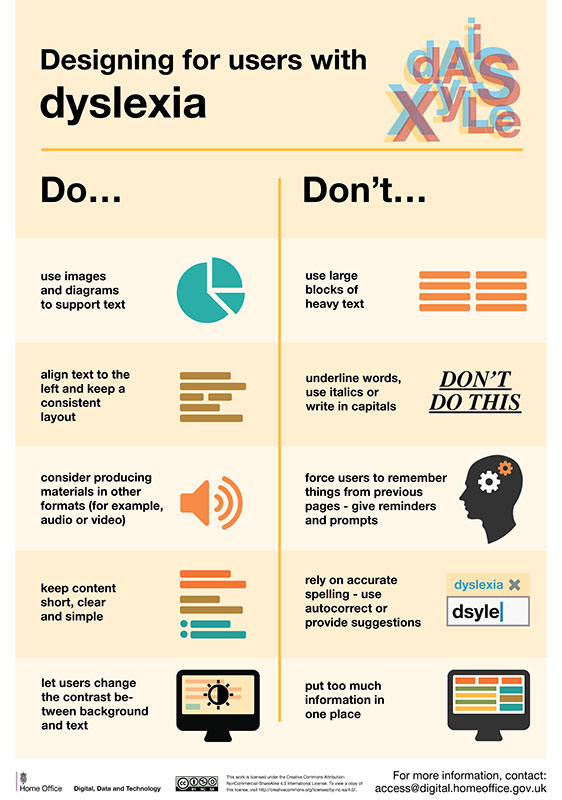 Designing for users with
dyslexia
dyslexia
Do…
Don't…
use images
and diagrams
to support text
use large
blocks of
heavy text
align text to the
left and keep a
consistent
layout
underline words,
use italics or
write in capitals
DON'T
DO THIS
consider producing
materials in other
formats (for example,
audio or video)
force users to remember
things from previous
pages - give reminders
and prompts
keep content
short, clear
and simple
rely on accurate
spelling - use
autocorrect or
provide suggestions
dyslexia
dsyle
let users change
the contrast be-
tween background
and text
put too much
information in
one place
Home Office
Digital, Data and Technology
cc
BY NC SA
This work is licensed under the Creative Commons Attribution-
NonCommercial-ShareAlike 4.0 International License. To view a copy of
this license, visit http://creativecommons.org/licenses/by-nc-sa/4.0/.
For more information, contact:
access@digital.homeoffice.gov.uk